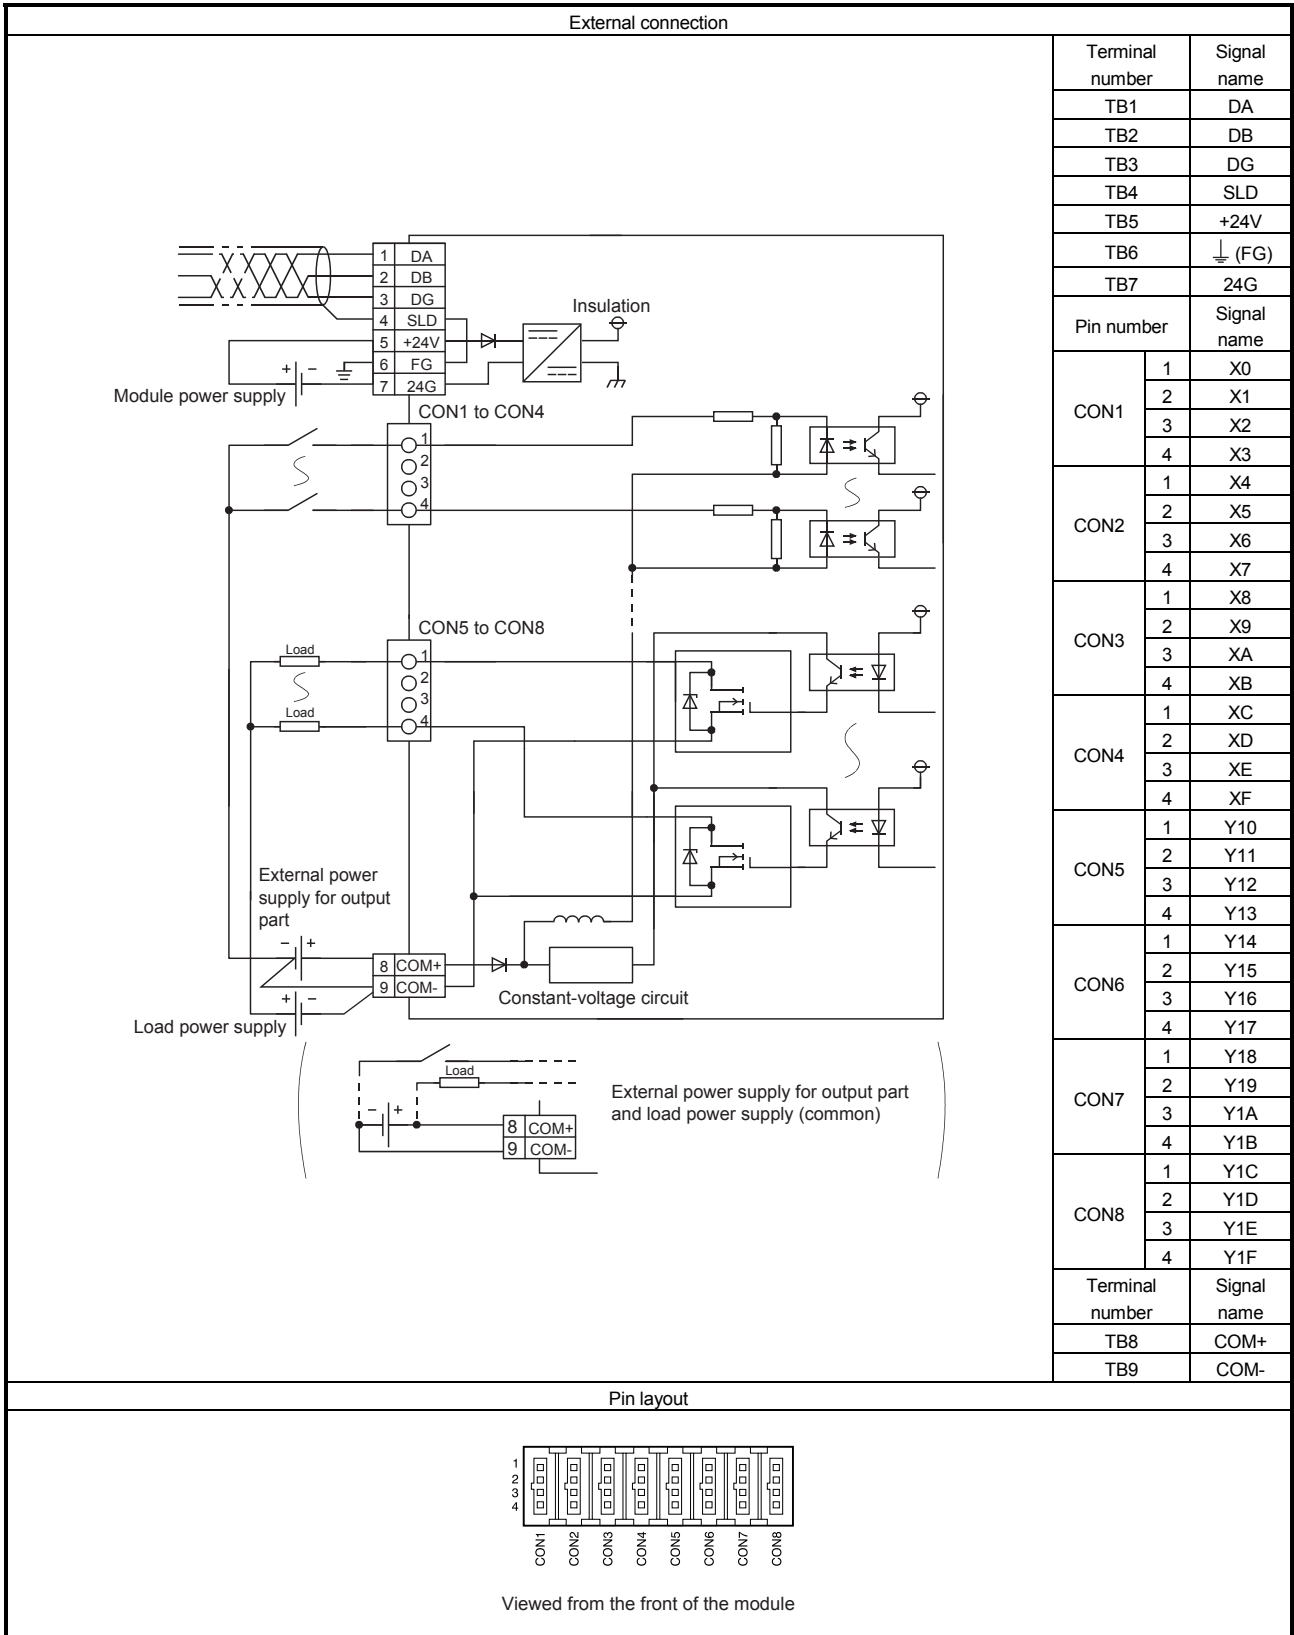 External connection
1 DA
2 DB
3 DG
4 SLD
5 +24V
6 FG
7 24G
Insulation
+ −
Module power supply
CON1 to CON4
1
2
3
4
CON5 to CON8
Load
1
2
3
Load
4
External power
supply for output
part
− +
8 COM+
9 COM-
Constant-voltage circuit
+ −
Load power supply
Load
− +
8 COM+
9 COM-
External power supply for output part
and load power supply (common)
Terminal number Signal name
TB1 DA
TB2 DB
TB3 DG
TB4 SLD
TB5 +24V
TB6 (FG)
TB7 24G
Pin number Signal name
CON1 1 X0
2 X1
3 X2
4 X3
CON2 1 X4
2 X5
3 X6
4 X7
CON3 1 X8
2 X9
3 XA
4 XB
CON4 1 XC
2 XD
3 XE
4 XF
CON5 1 Y10
2 Y11
3 Y12
4 Y13
CON6 1 Y14
2 Y15
3 Y16
4 Y17
CON7 1 Y18
2 Y19
3 Y1A
4 Y1B
CON8 1 Y1C
2 Y1D
3 Y1E
4 Y1F
Terminal number Signal name
TB8 COM+
TB9 COM-
Pin layout
1
2
3
4
CON1 CON2 CON3 CON4 CON5 CON6 CON7 CON8
Viewed from the front of the module